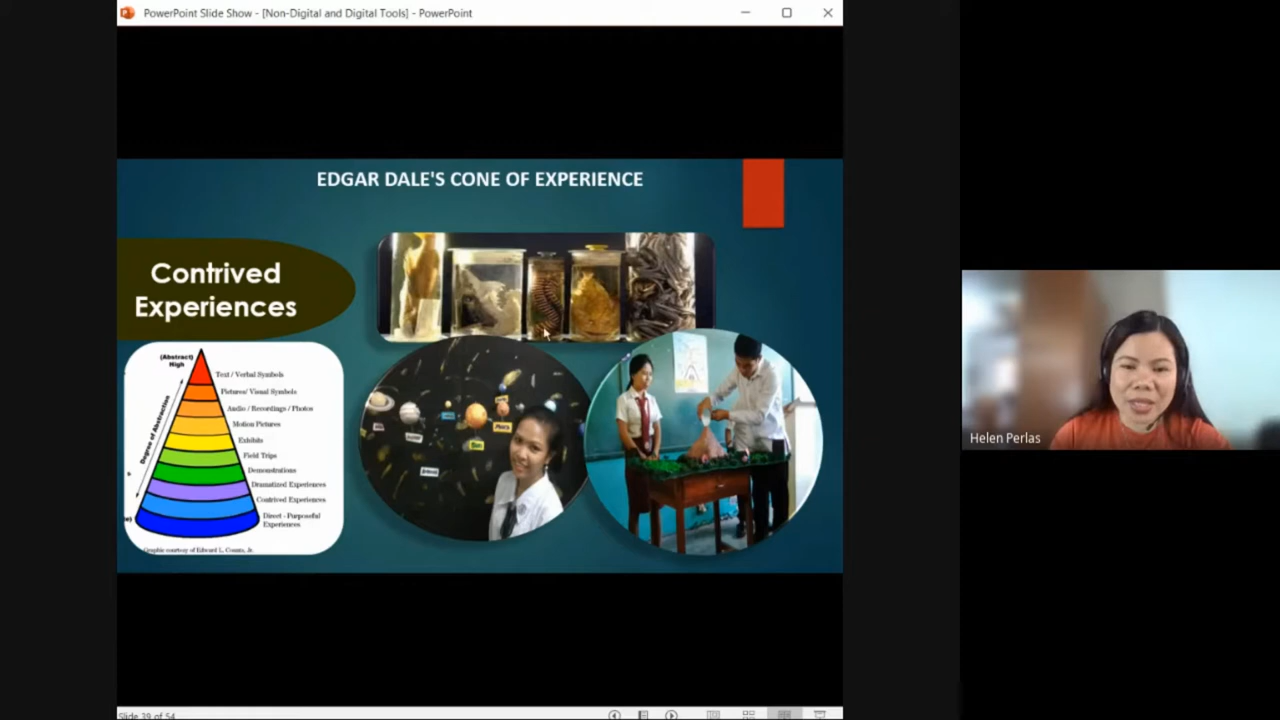 PowerPoint Slide Show - [Non-Digital and Digital Tools] - PowerPoint
EDGAR DALE'S CONE OF EXPERIENCE
Contrived
Experiences
(Abstract)
High
Degree of Abstraction
Text / Verbal Symbols
Pictures/ Visual Symbols
Audio / Recordings / Photos
Motion Pictures
Exhibits
Field Trips
Demonstrations
Dramatized Experiences
Contrived Experiences
Direct - Purposeful
Experiences
Graphic courtesy of Edward L. Counts, Jr.
Sun
Helen Perlas
Slide 39 of 54